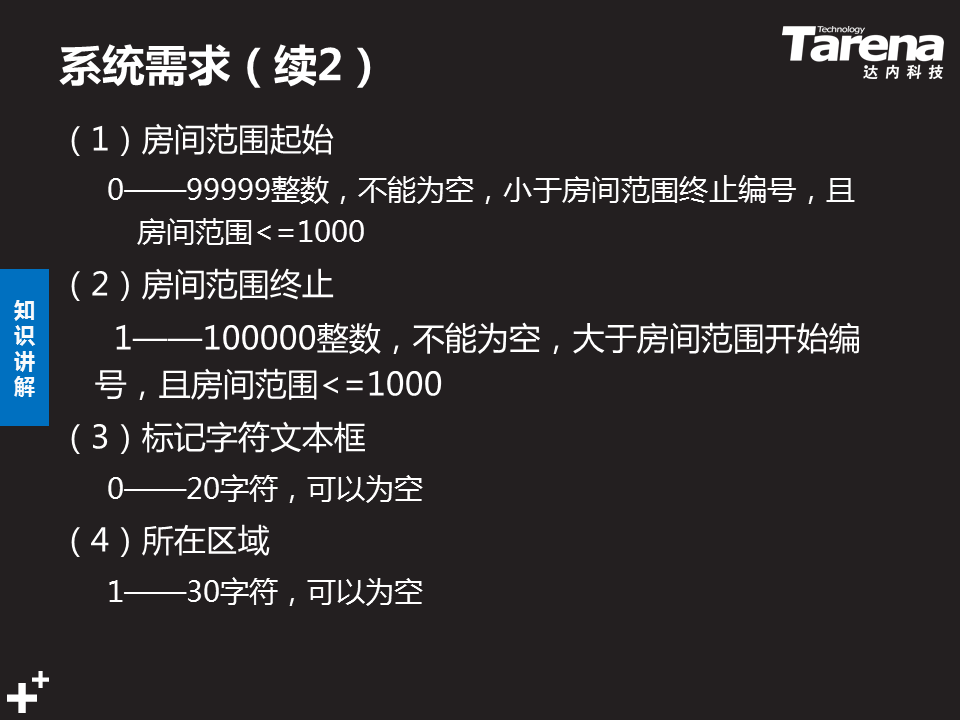 系统需求（续2）
Technology
Tarena
达内科技
（1）房间范围起始
0——99999整数，不能为空，小于房间范围终止编号，且
房间范围<=1000
（2）房间范围终止
1——100000整数，不能为空，大于房间范围开始编
号，且房间范围<=1000
（3）标记字符文本框
0——20字符，可以为空
（4）所在区域
1——30字符，可以为空
知
识
讲
解